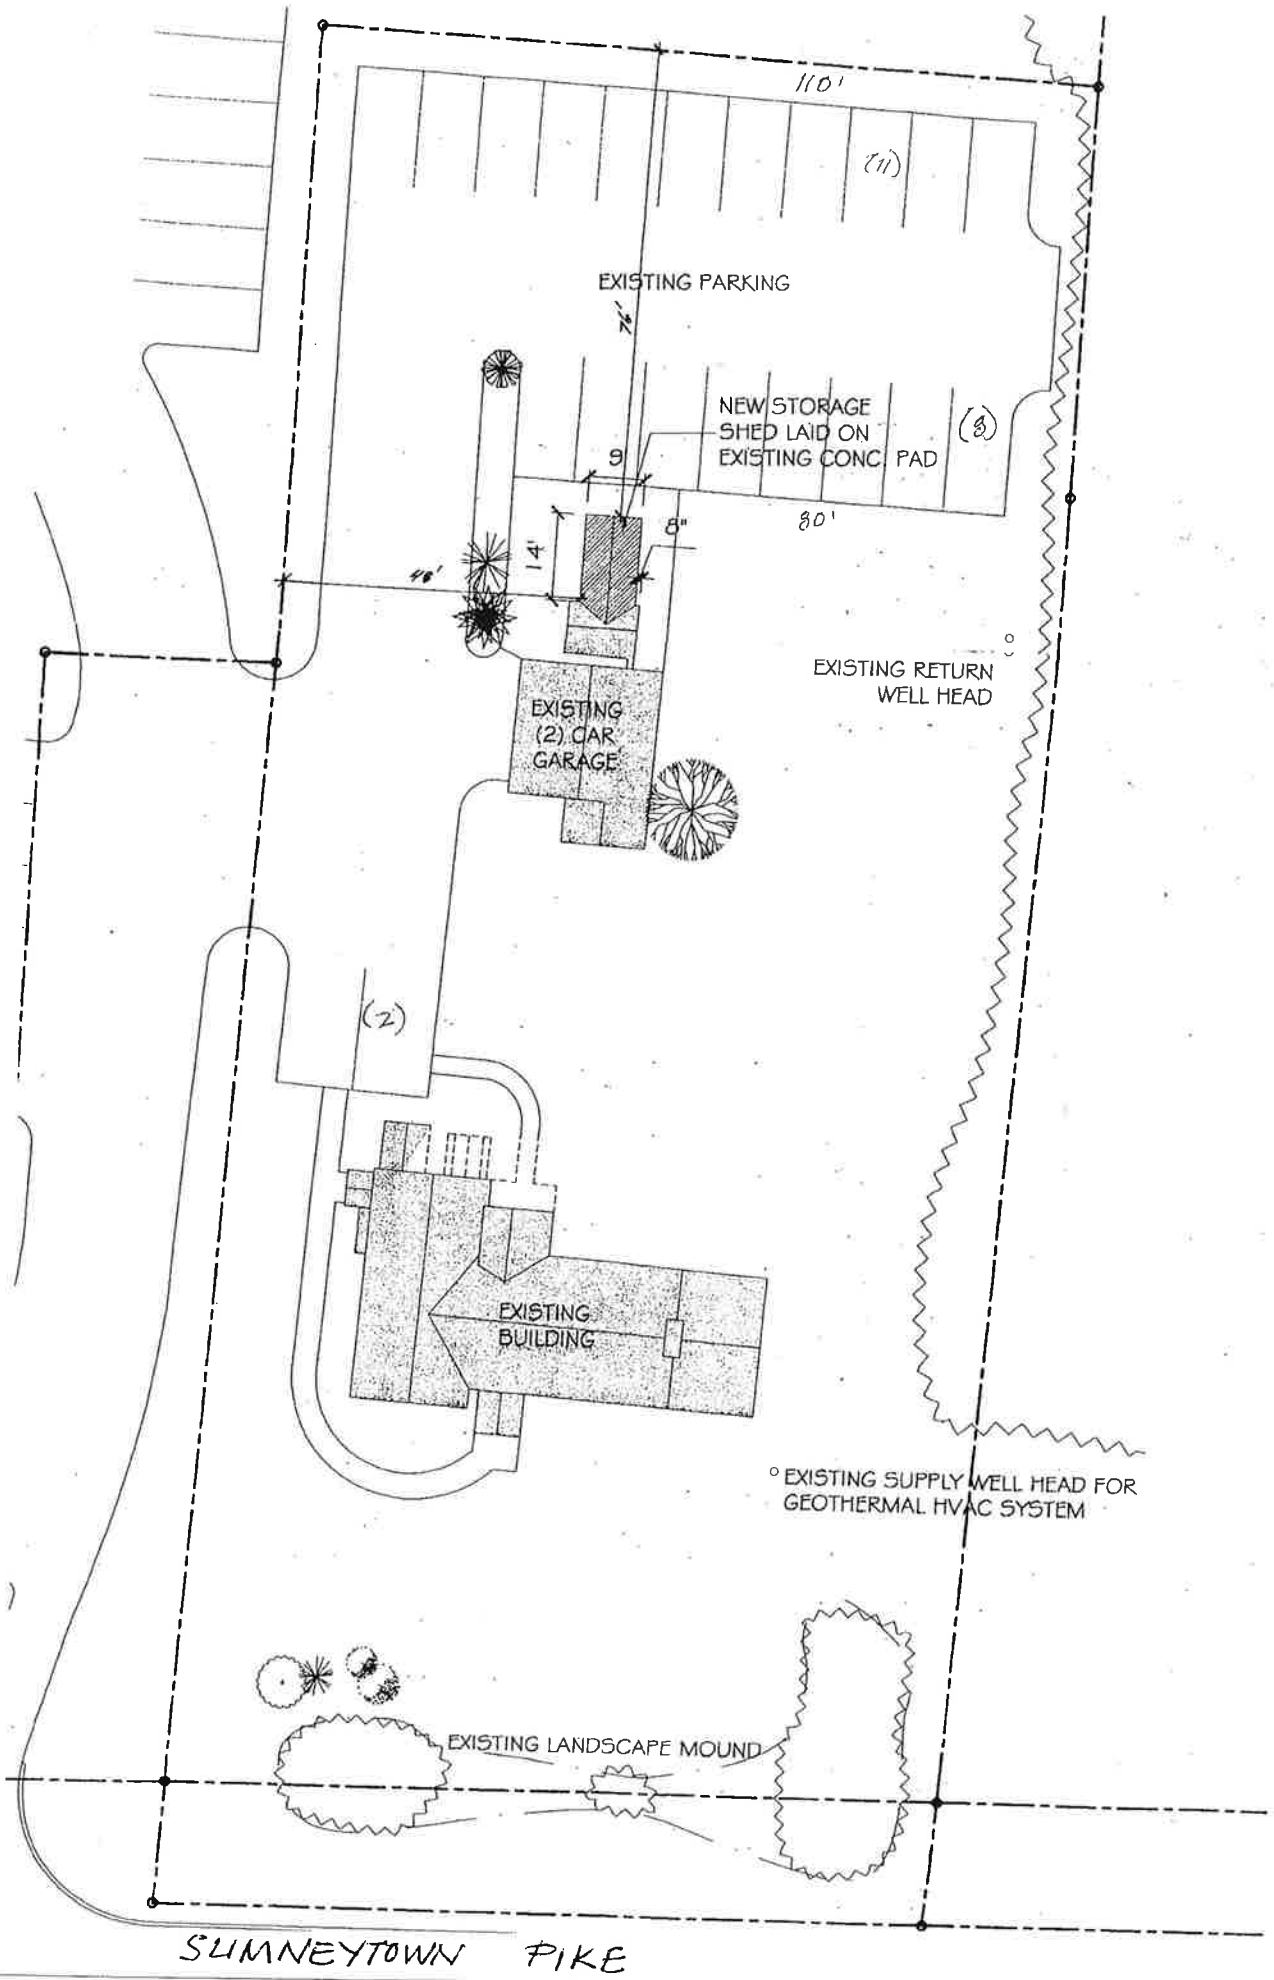 110'
(11)
EXISTING PARKING
76'
NEW STORAGE
SHED LAID ON
EXISTING CONC. PAD
(8)
9
80'
8"
14'
48'
EXISTING RETURN
WELL HEAD
EXISTING
(2) CAR
GARAGE
(2)
EXISTING
BUILDING
EXISTING SUPPLY WELL HEAD FOR
GEOTHERMAL HVAC SYSTEM
EXISTING LANDSCAPE MOUND
SUMNEYTOWN PIKE